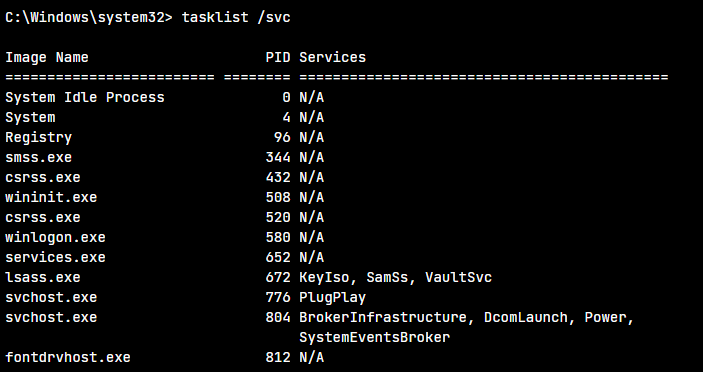 C:\Windows\system32> tasklist /svc
Image Name                     PID Services
========================= ======== ============================================
System Idle Process              0 N/A
System                           4 N/A
Registry                        96 N/A
smss.exe                       344 N/A
csrss.exe                      432 N/A
wininit.exe                    508 N/A
csrss.exe                      520 N/A
winlogon.exe                   580 N/A
services.exe                   652 N/A
lsass.exe                      672 KeyIso, SamSs, VaultSvc
svchost.exe                    776 PlugPlay
svchost.exe                    804 BrokerInfrastructure, DcomLaunch, Power,
                                   SystemEventsBroker
fontdrvhost.exe                812 N/A